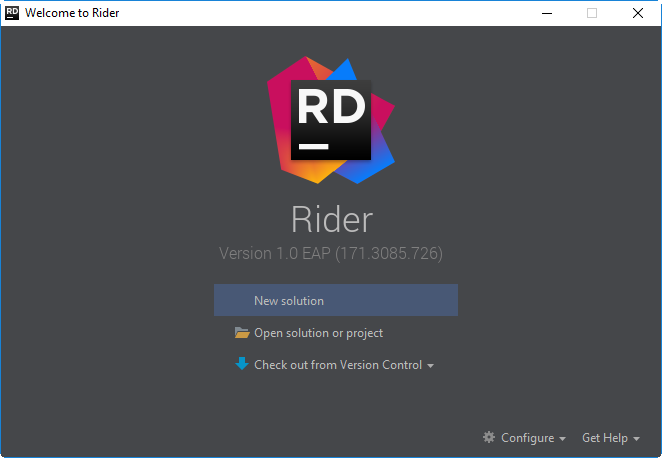 RD
Welcome to Rider
RD
Rider
Version 1.0 EAP (171.3085.726)
New solution
Open solution or project
Check out from Version Control
Configure
Get Help